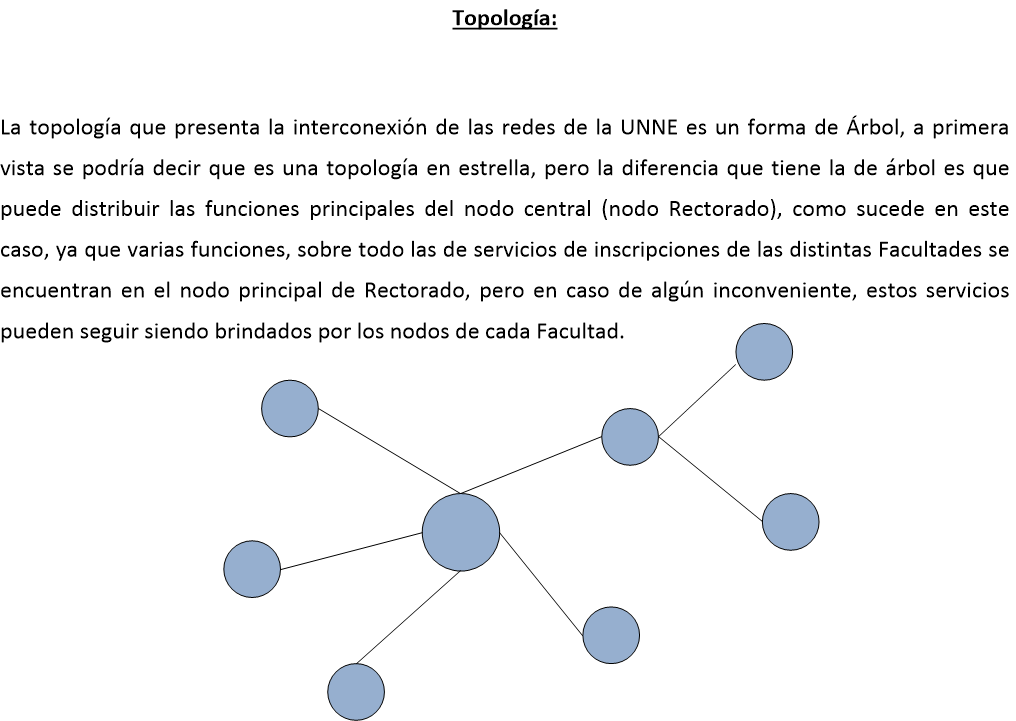 Topología:
La topología que presenta la interconexión de las redes de la UNNE es un forma de Árbol, a primera
vista se podría decir que es una topología en estrella, pero la diferencia que tiene la de árbol es que
puede distribuir las funciones principales del nodo central (nodo Rectorado), como sucede en este
caso, ya que varias funciones, sobre todo las de servicios de inscripciones de las distintas Facultades se
encuentran en el nodo principal de Rectorado, pero en caso de algún inconveniente, estos servicios
pueden seguir siendo brindados por los nodos de cada Facultad.